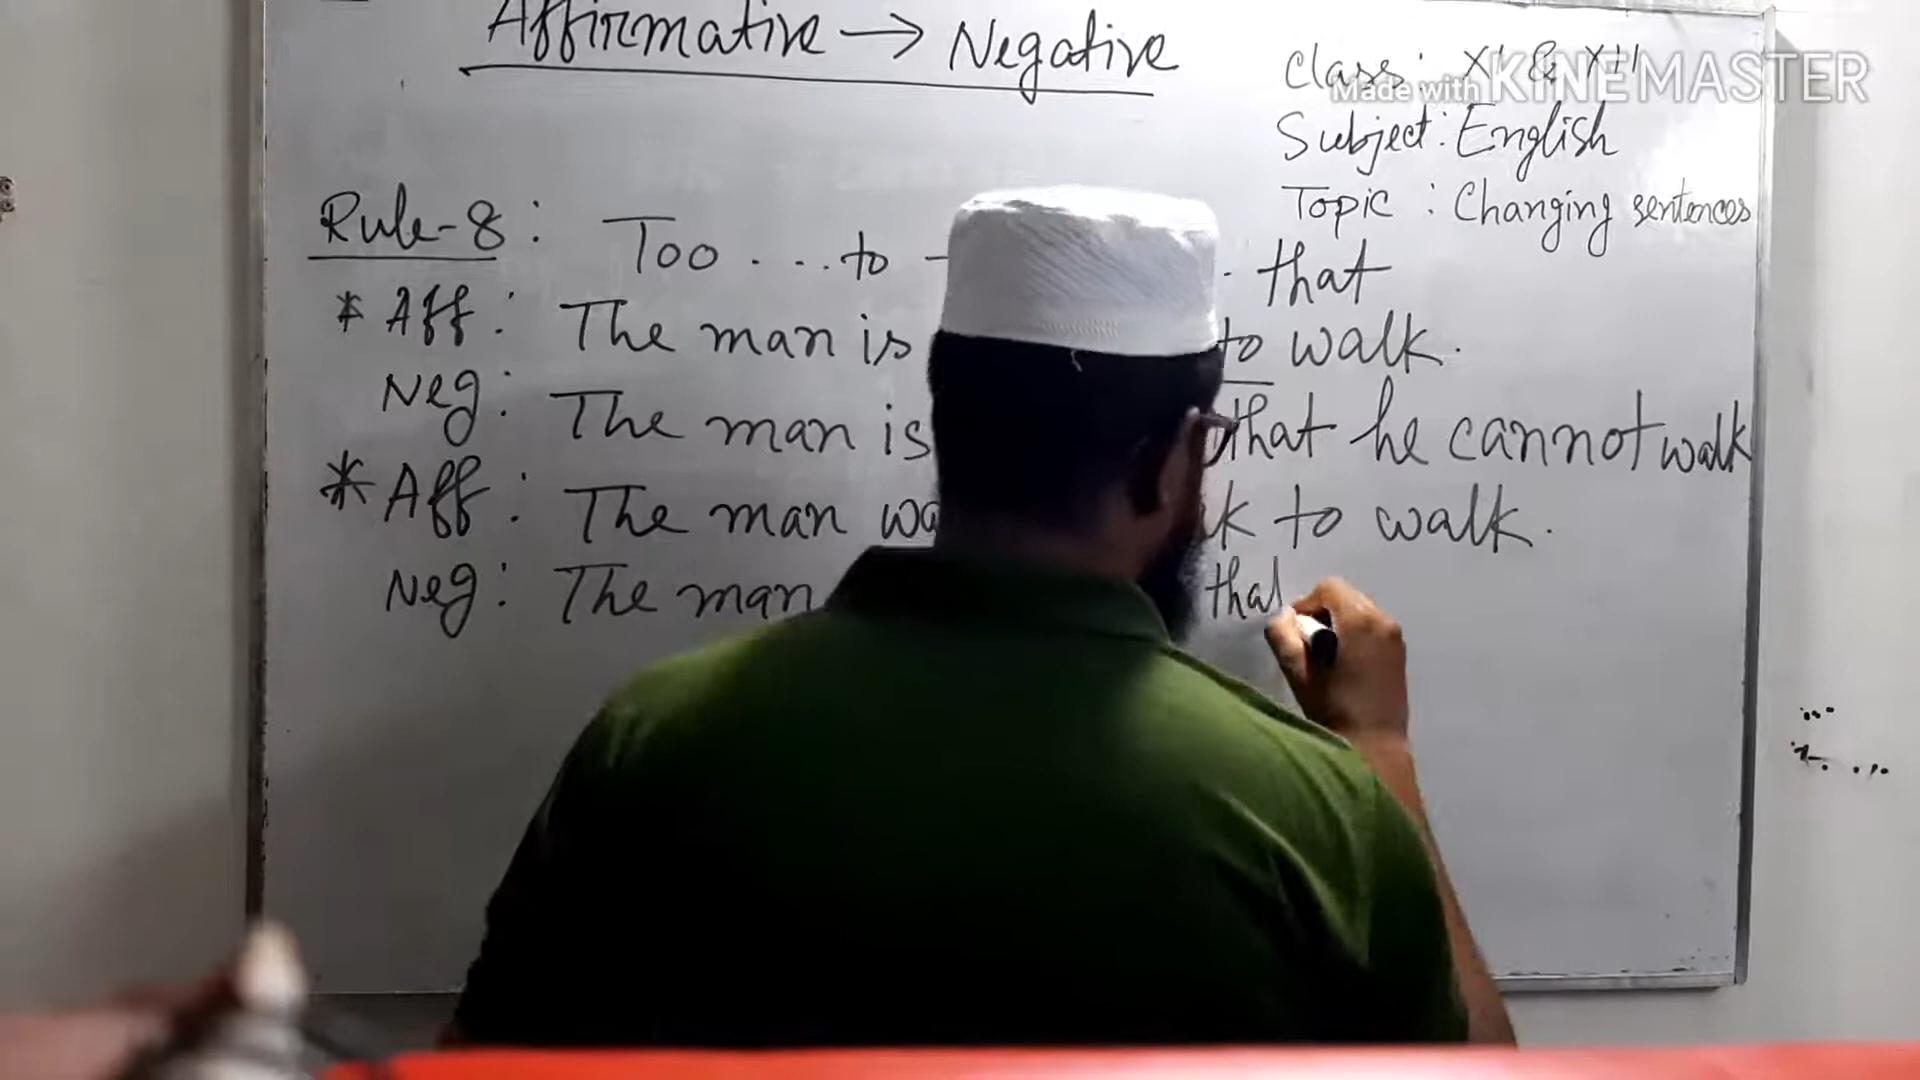 Affirmative → Negative
Class: XI & XII
Made with KINEMASTER
Subject: English
Topic : Changing sentences
Rule-8: Too ....to - . that
* Aff: The man is to walk.
Neg: The man is that he cannot walk
* Aff: The man to walk.
Neg: The man that